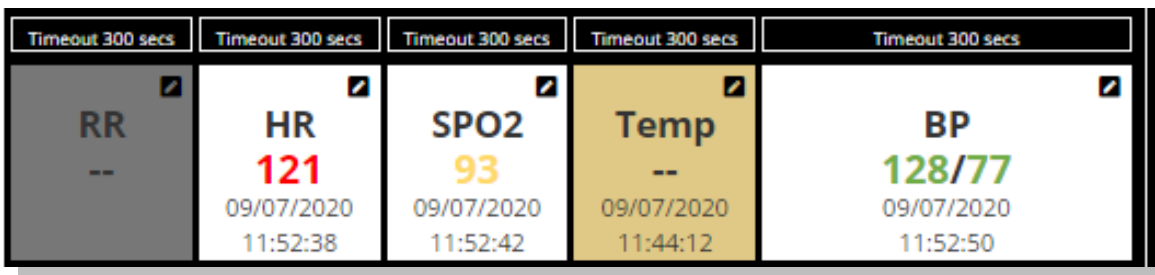 Timeout 300 secs Timeout 300 secs Timeout 300 secs Timeout 300 secs Timeout 300 secs
RR HR SPO2 Temp BP
-- 121 93 -- 128/77
09/07/2020 09/07/2020 09/07/2020 09/07/2020
11:52:38 11:52:42 11:44:12 11:52:50